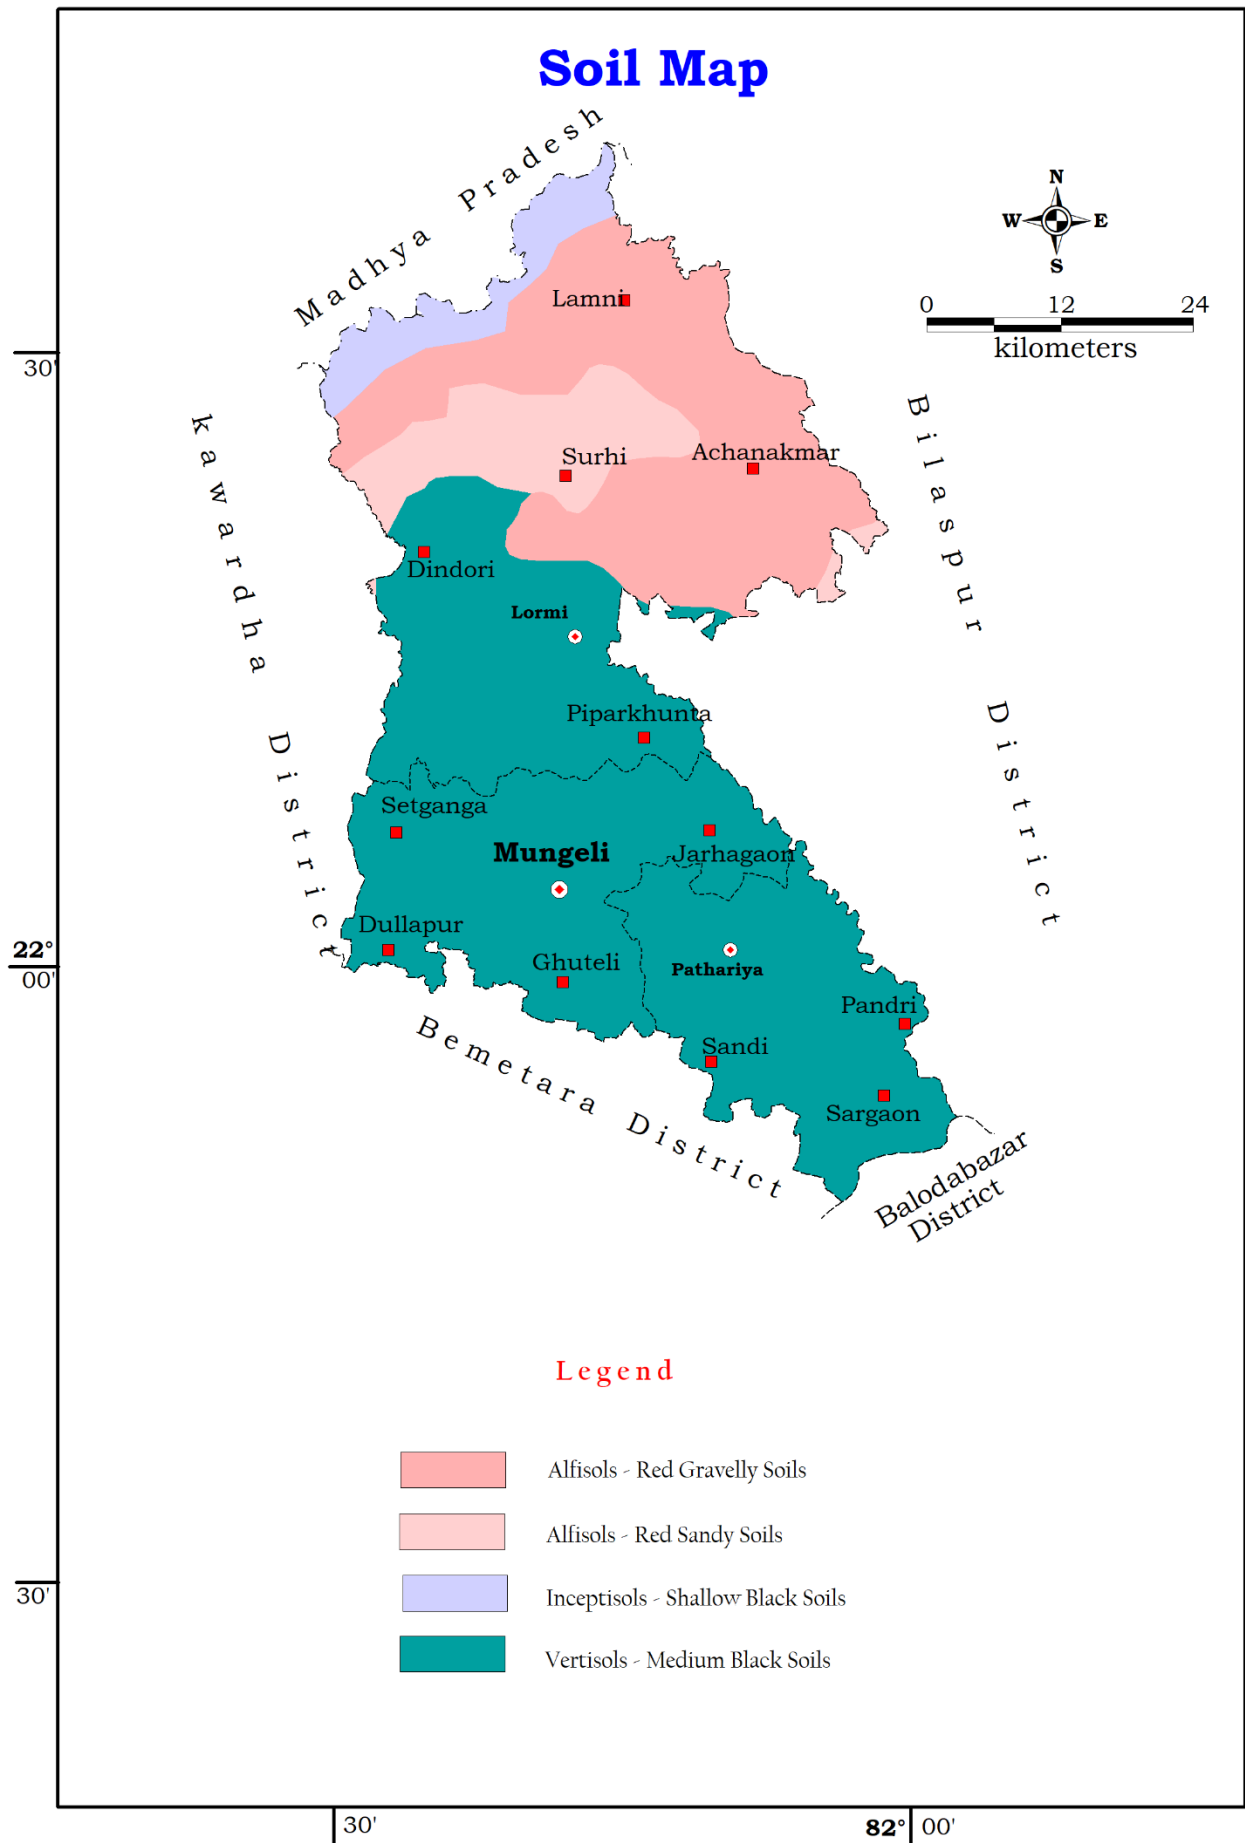 Soil Map
Madhya Pradesh
N
W E
S
0 12 24
kilometers
Lamni
30'
kawardha District
Bilaspur District
Surhi
Achanakmar
Dindori
Lormi
Piparkhunta
Setganga
Mungeli
Jarhagaon
Dullapur
22°
00'
Ghuteli
Pathariya
Pandri
Bemetara District
Sandi
Sargaon
Balodabazar
District
Legend
Alfisols - Red Gravelly Soils
Alfisols - Red Sandy Soils
30'
Inceptisols - Shallow Black Soils
Vertisols - Medium Black Soils
30'
82° 00'